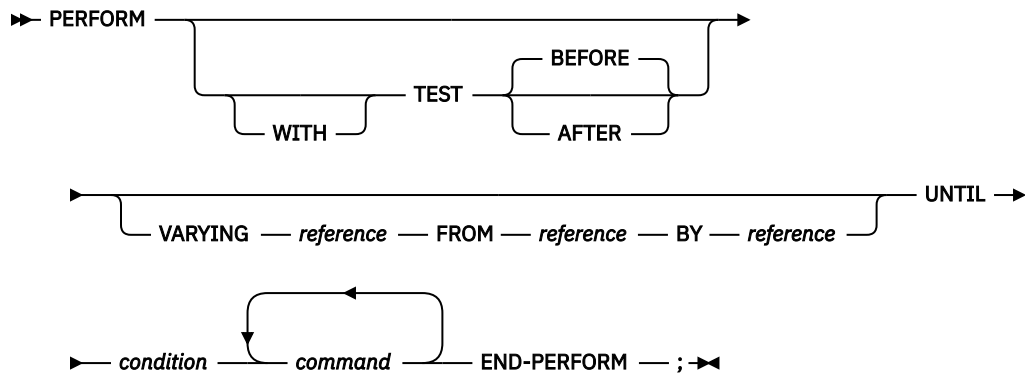 PERFORM
BEFORE
TEST
WITH
AFTER
UNTIL
VARYING reference FROM reference BY reference
condition command END-PERFORM ;